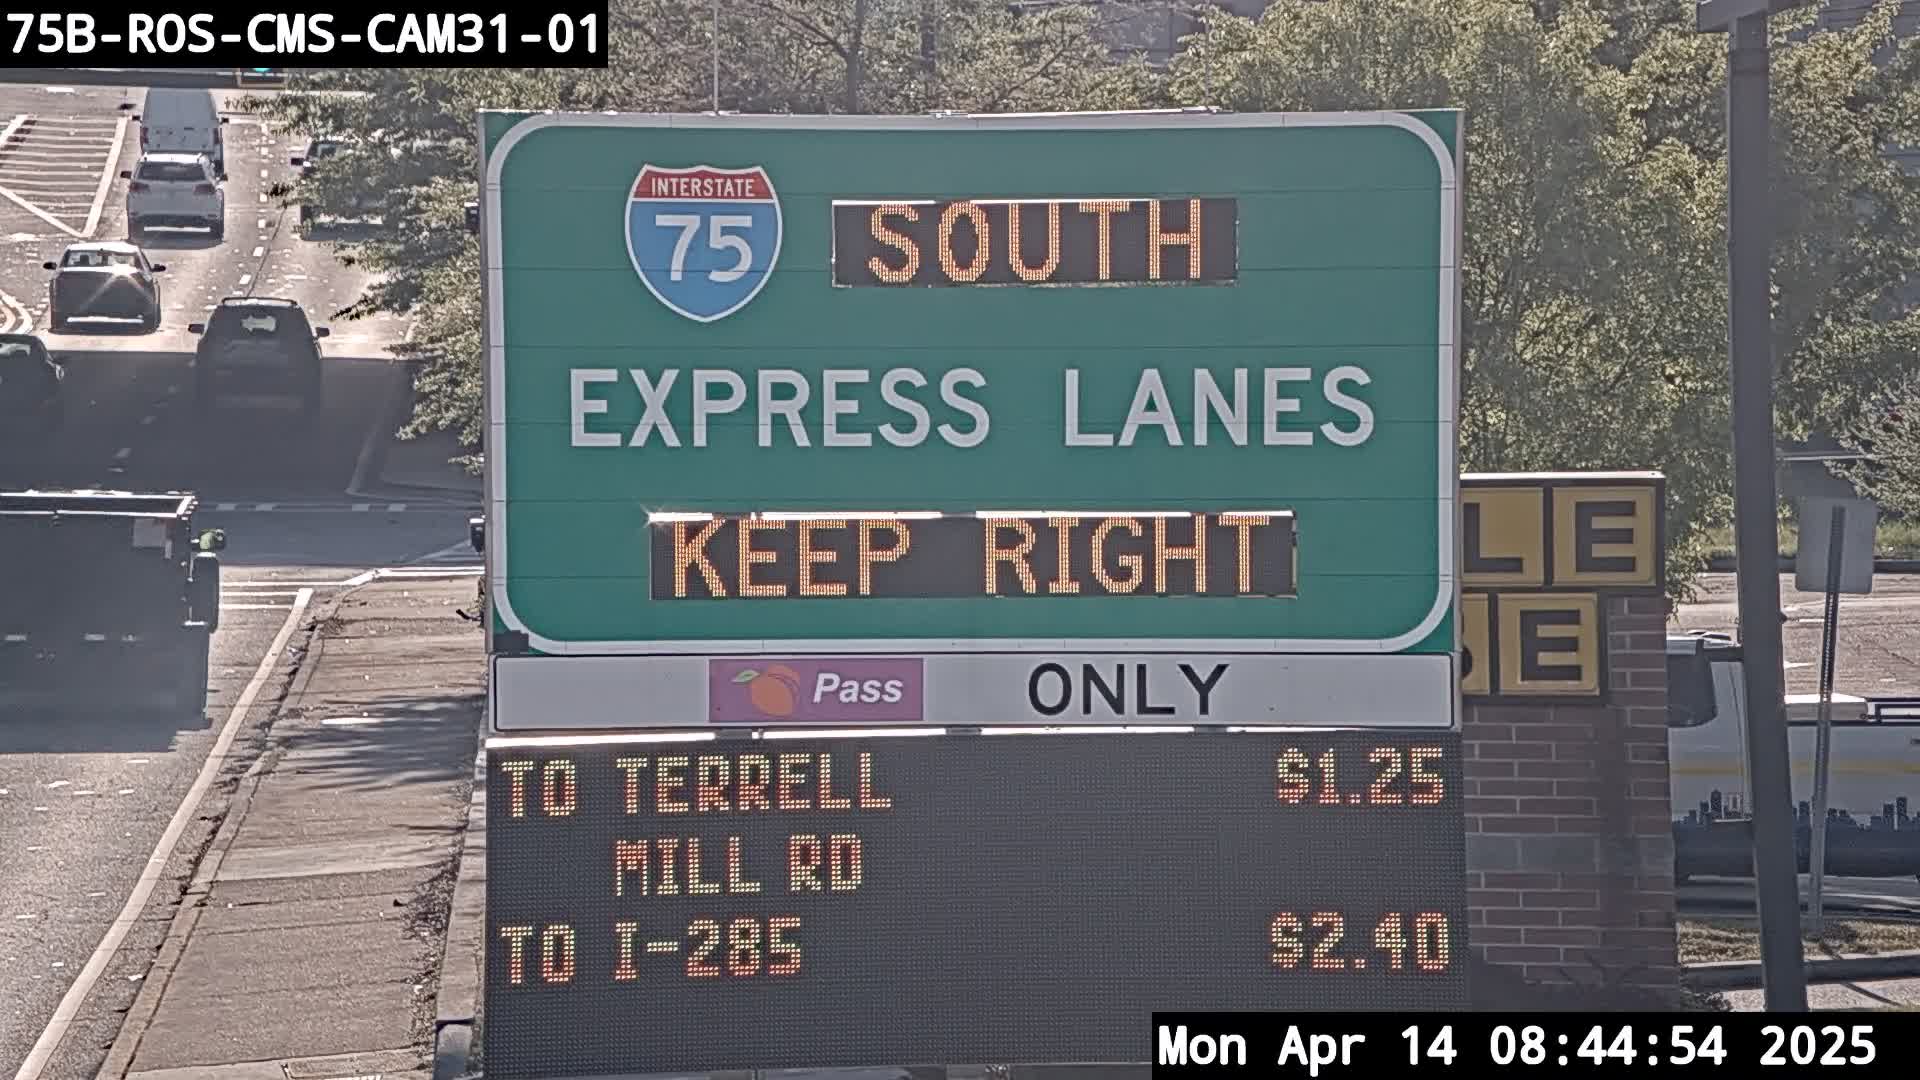 75B-ROS-CMS-CAM31-01
INTERSTATE
75
SOUTH
EXPRESS LANES
KEEP RIGHT
LE
E
Pass ONLY
TO TERRELL $1.25
MILL RD
TO I-285 $2.40
Mon Apr 14 08:44:54 2025